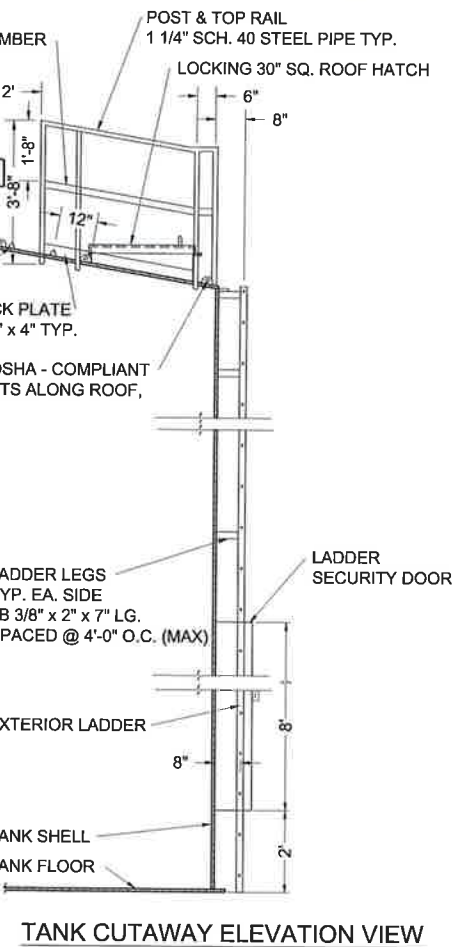 POST & TOP RAIL
1 1/4" SCH. 40 STEEL PIPE TYP.
MBER
LOCKING 30" SQ. ROOF HATCH
2'
6"
8"
1'-8"
3'-8"
12"
CK PLATE
" x 4" TYP.
OSHA - COMPLIANT
TS ALONG ROOF,
ADDER LEGS
YP. EA. SIDE
B 3/8" x 2" x 7" LG.
PACED @ 4'-0" O.C. (MAX)
LADDER
SECURITY DOOR
XTERIOR LADDER
8"
8'
2'
ANK SHELL
ANK FLOOR
TANK CUTAWAY ELEVATION VIEW